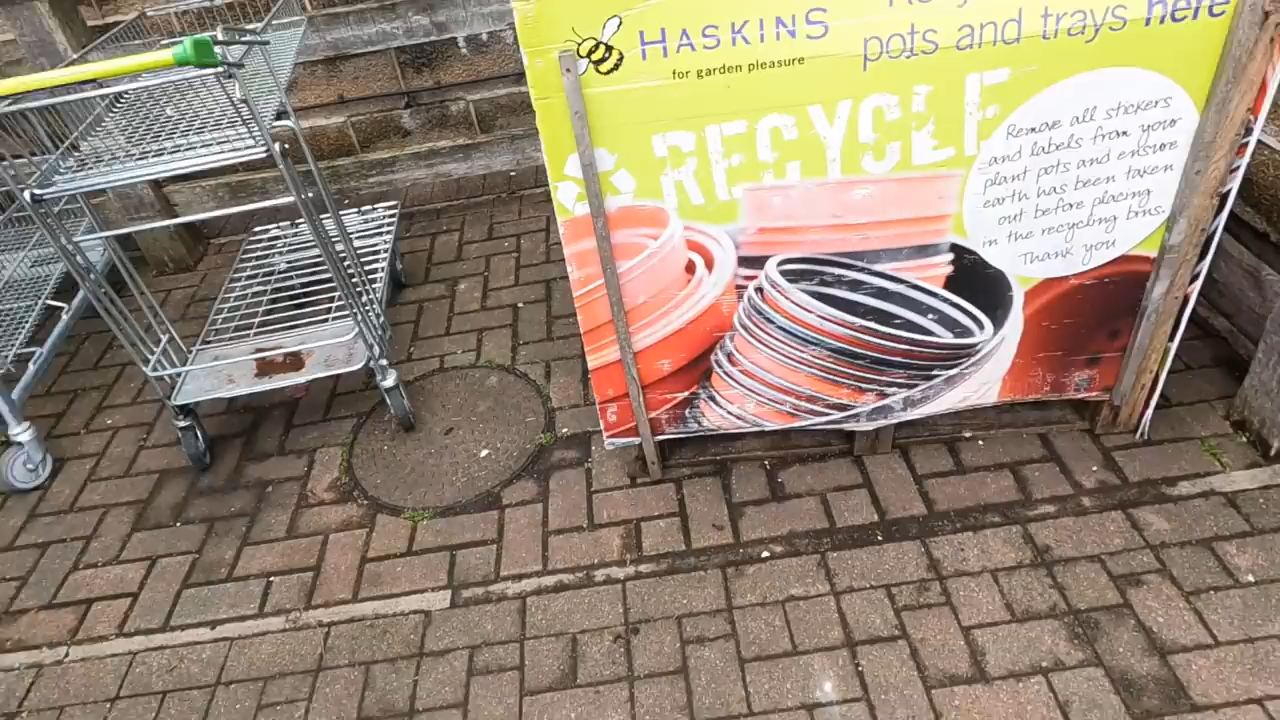 HASKINS
for garden pleasure
pots and trays here
RECYCLE
Remove all stickers
and labels from your
plant pots and ensure
earth has been taken
out before placing
in the recycling bins.
Thank you